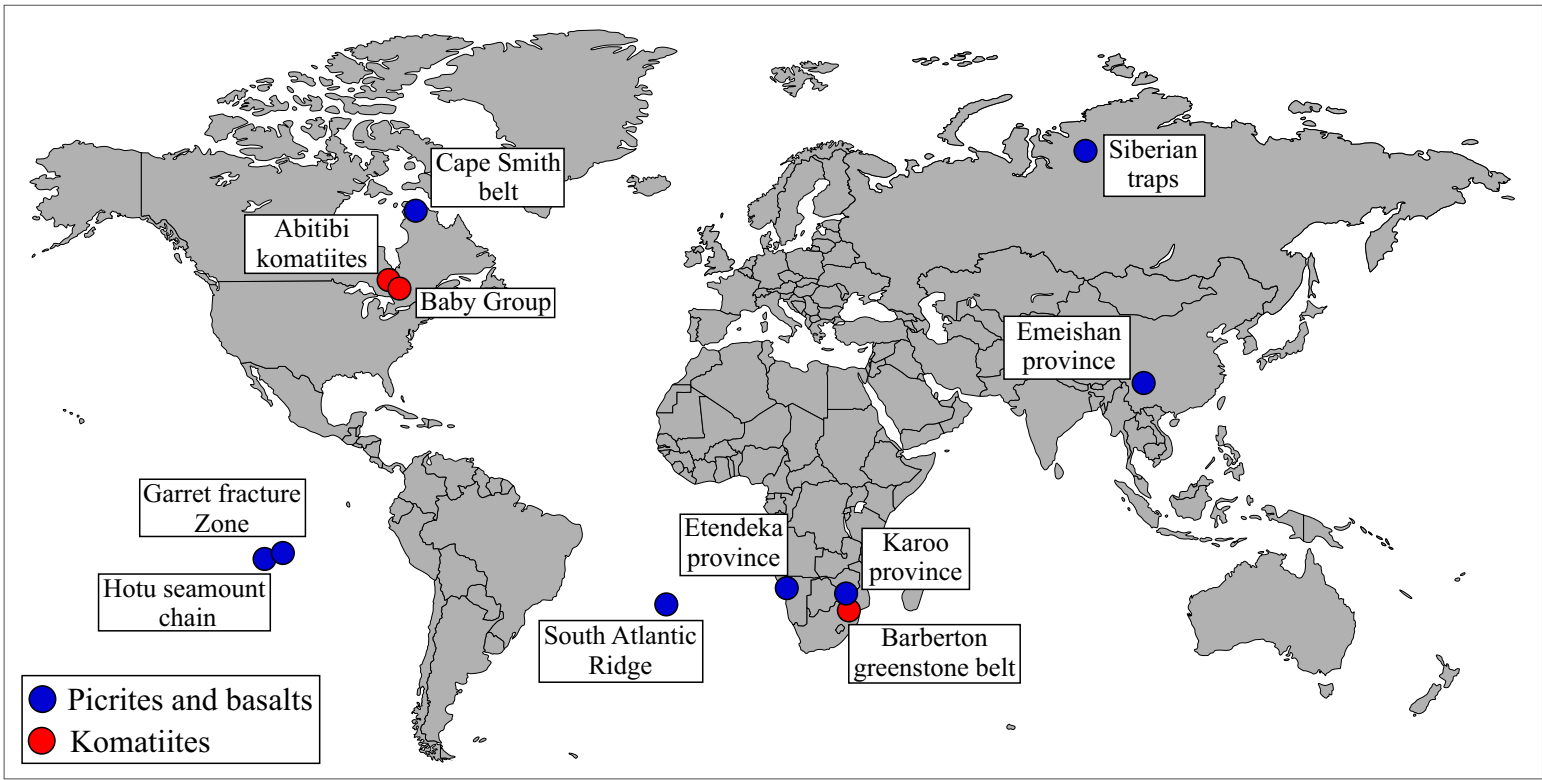 Cape Smith
belt
Siberian
traps
Abitibi
komatiites
Baby Group
Emeishan
province
Garret fracture
Zone
Hotu seamount
chain
Etendeka
province
Karoo
province
South Atlantic
Ridge
Barberton
greenstone belt
Picrites and basalts
Komatiites